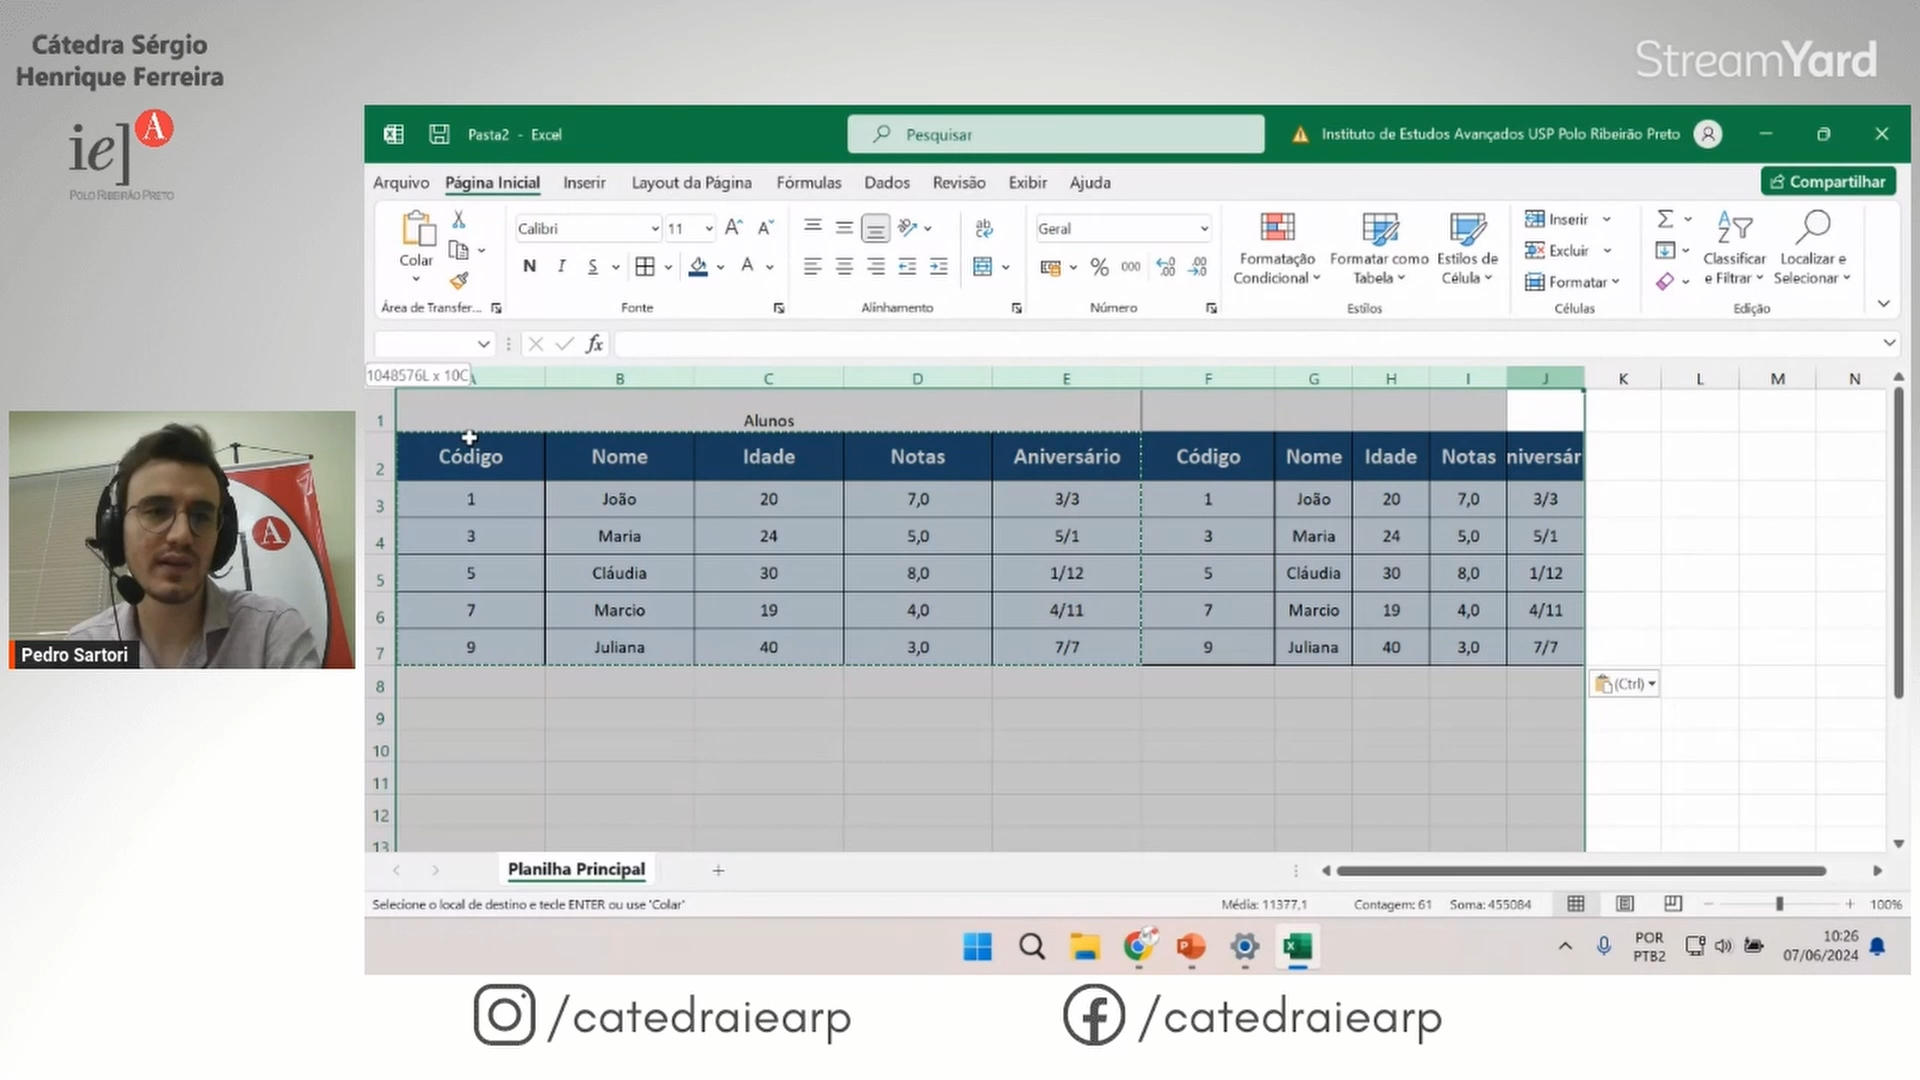 Cátedra Sérgio
Henrique Ferreira
ie] A
POLO RIBEIRÃO PRETO
StreamYard
Pasta2 - Excel
Pesquisar
Instituto de Estudos Avançados USP Polo Ribeirão Preto
Arquivo Página Inicial Inserir Layout da Página Fórmulas Dados Revisão Exibir Ajuda
Compartilhar
Colar
Área de Transfer...
Calibri 11
N I S
Fonte
Alinhamento
Geral
% 000
Número
Formatação Condicional
Formatar como Tabela
Estilos de Célula
Estilos
Inserir
Excluir
Formatar
Células
Classificar e Filtrar
Localizar e Selecionar
Edição
fx
1048576L x 10C
A B C D E F G H I J K L M N
1 Alunos
2 Código Nome Idade Notas Aniversário Código Nome Idade Notas niversár
3 1 João 20 7,0 3/3 1 João 20 7,0 3/3
4 3 Maria 24 5,0 5/1 3 Maria 24 5,0 5/1
5 5 Cláudia 30 8,0 1/12 5 Cláudia 30 8,0 1/12
6 7 Marcio 19 4,0 4/11 7 Marcio 19 4,0 4/11
7 9 Juliana 40 3,0 7/7 9 Juliana 40 3,0 7/7
8
9
10
11
12
13
(Ctrl)
Pedro Sartori
Planilha Principal
Selecione o local de destino e tecle ENTER ou use 'Colar'
Média: 11377,1 Contagem: 61 Soma: 455084
100%
POR
PTB2
10:26
07/06/2024
/catedraiearp
/catedraiearp